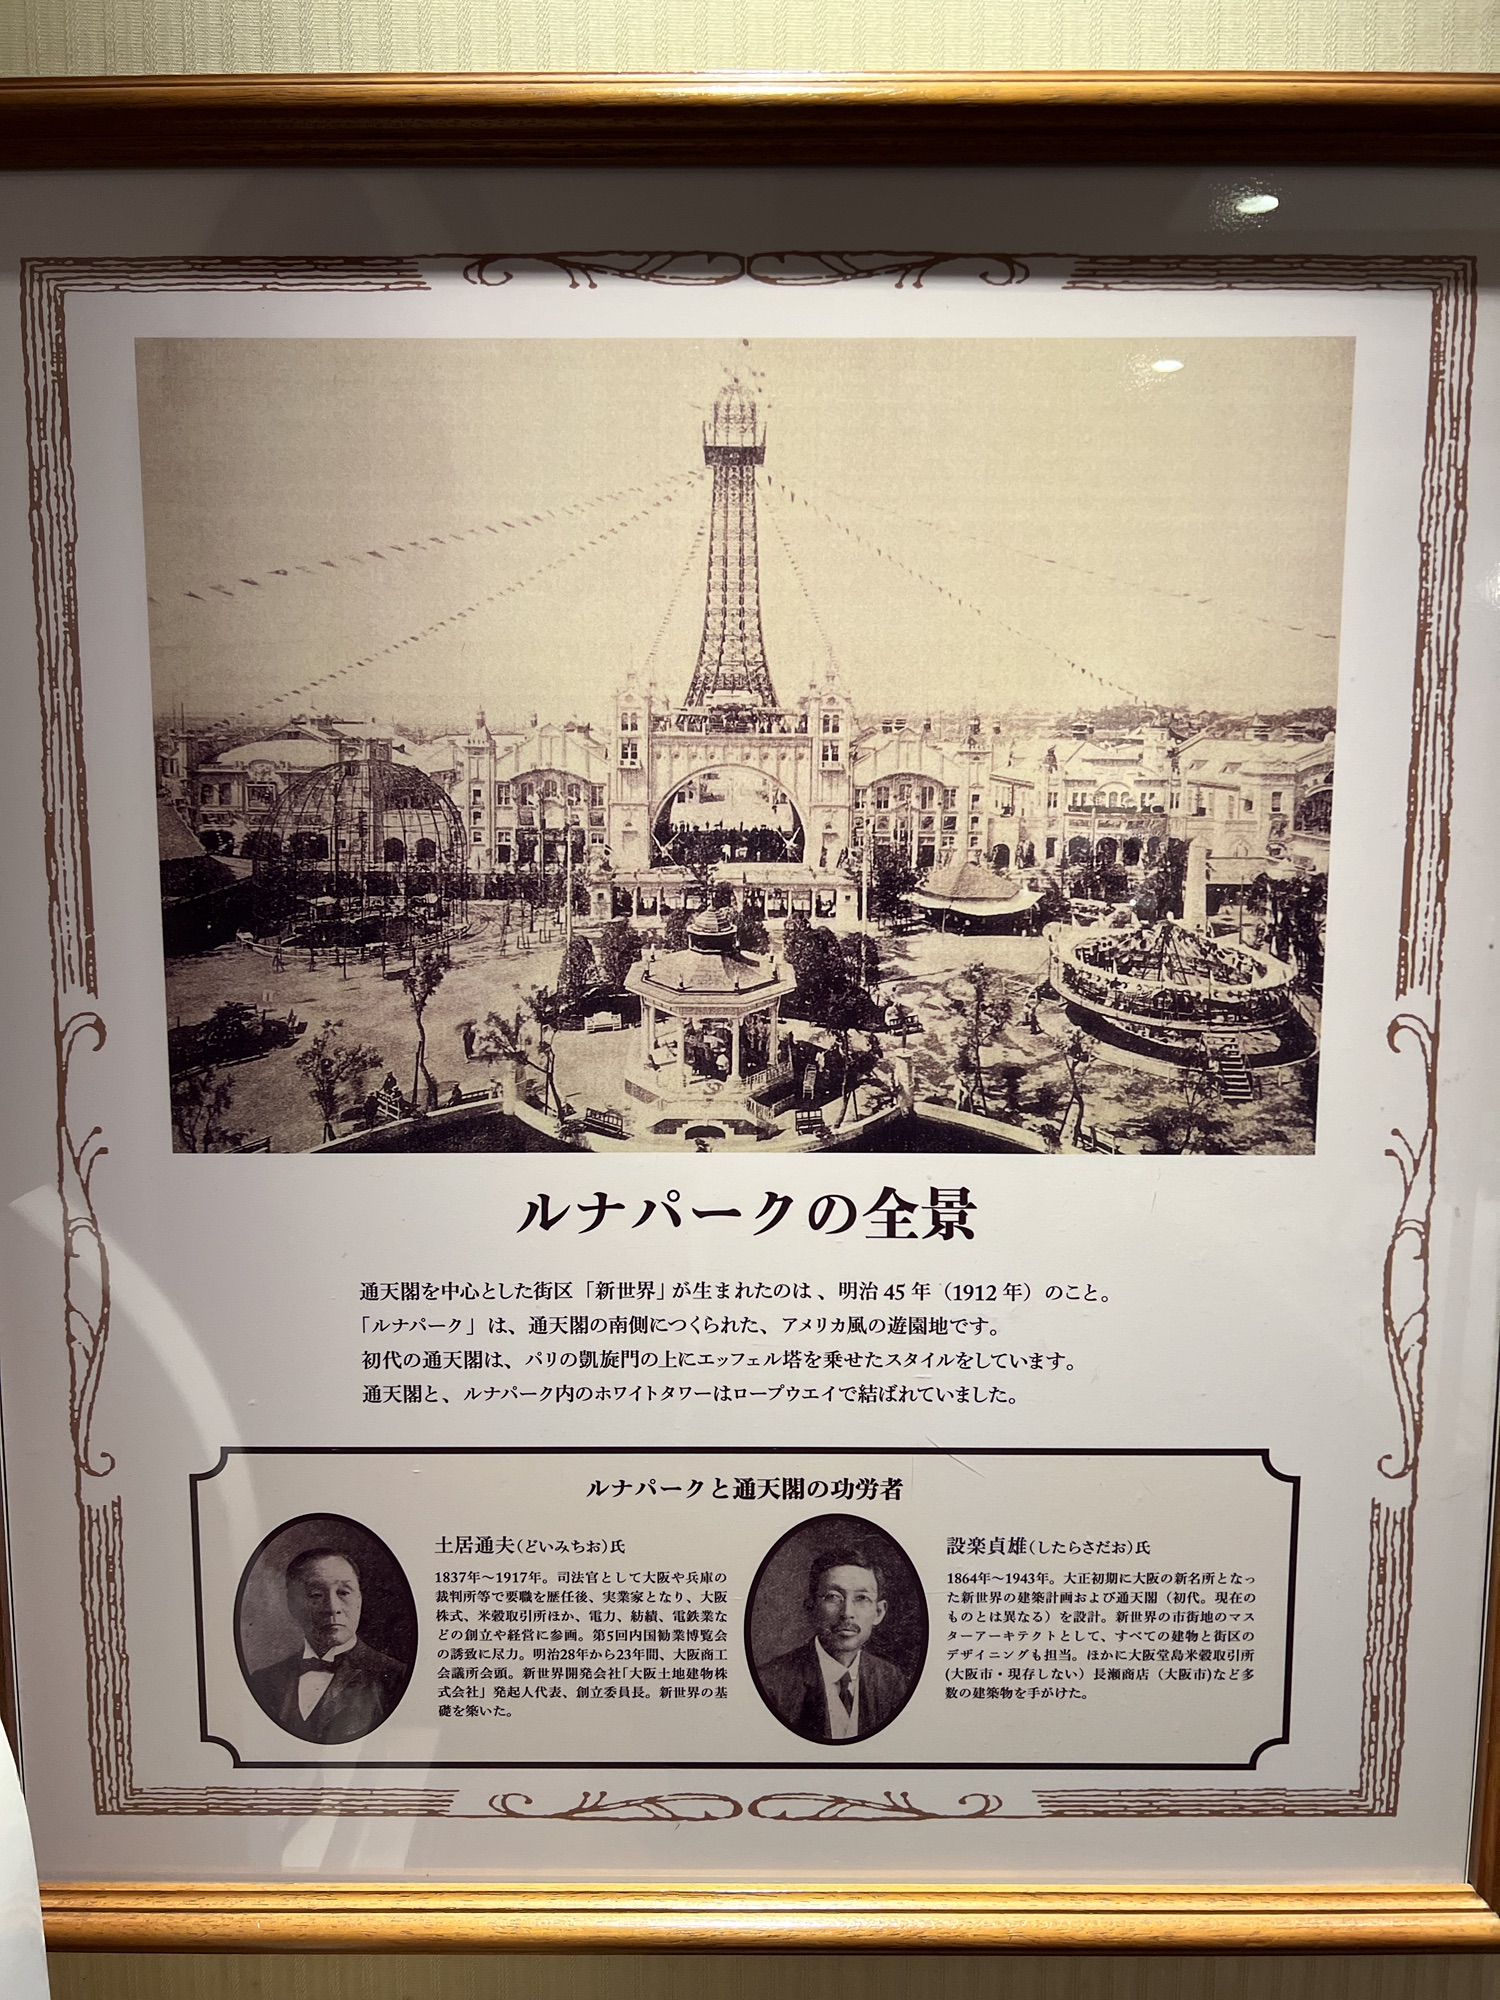 ルナパークの全景
通天閣を中心とした街区「新世界」が生まれたのは、明治45年（1912年）のこと。
「ルナパーク」は、通天閣の南側につくられた、アメリカ風の遊園地です。
初代の通天閣は、パリの凱旋門の上にエッフェル塔を乗せたスタイルをしています。
通天閣と、ルナパーク内のホワイトタワーはロープウエイで結ばれていました。
ルナパークと通天閣の功労者
土居通夫(どいみちお)氏
1837年〜1917年。司法官として大阪や兵庫の
裁判所等で要職を歴任後、実業家となり、大阪
株式、米穀取引所ほか、電力、紡績、電鉄業な
どの創立や経営に参画。第5回内国勧業博覧会
の誘致に尽力。明治28年から23年間、大阪商工
会議所会頭。新世界開発会社「大阪土地建物株
式会社」発起人代表、創立委員長。新世界の基
礎を築いた。
設楽貞雄(したらさだお)氏
1864年〜1943年。大正初期に大阪の新名所となっ
た新世界の建築計画および通天閣（初代。現在の
ものとは異なる）を設計。新世界の市街地のマス
ターアーキテクトとして、すべての建物と街区の
デザイニングも担当。ほかに大阪堂島米穀取引所
(大阪市・現存しない）長瀬商店（大阪市)など多
数の建築物を手がけた。